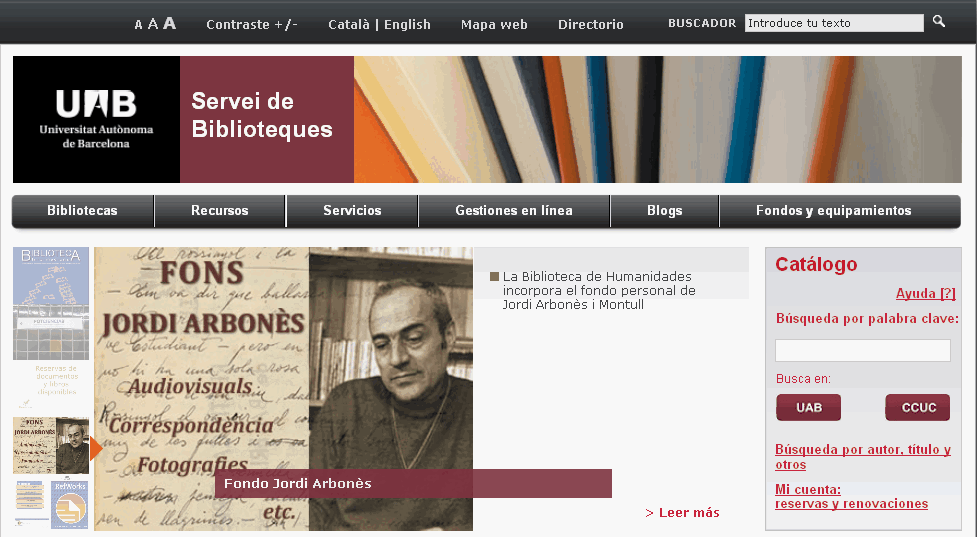 A A A
Contraste +/-
Català | English
Mapa web
Directorio
BUSCADOR
Introduce tu texto
UAB
Universitat Autònoma
de Barcelona
Servei de
Biblioteques
Bibliotecas
Recursos
Servicios
Gestiones en línea
Blogs
Fondos y equipamientos
BIBLIOTECA
Reservas de
documentos
y libros
disponibles
FONS
JORDI ARBONÈS
RefWorks
FONS
JORDI ARBONÈS
Audiovisuals
Correspondència
Fotografies
etc.
Fondo Jordi Arbonès
La Biblioteca de Humanidades
incorpora el fondo personal de
Jordi Arbonès i Montull
> Leer más
Catálogo
Ayuda [?]
Búsqueda por palabra clave:
Busca en:
UAB
CCUC
Búsqueda por autor, título y
otros
Mi cuenta:
reservas y renovaciones